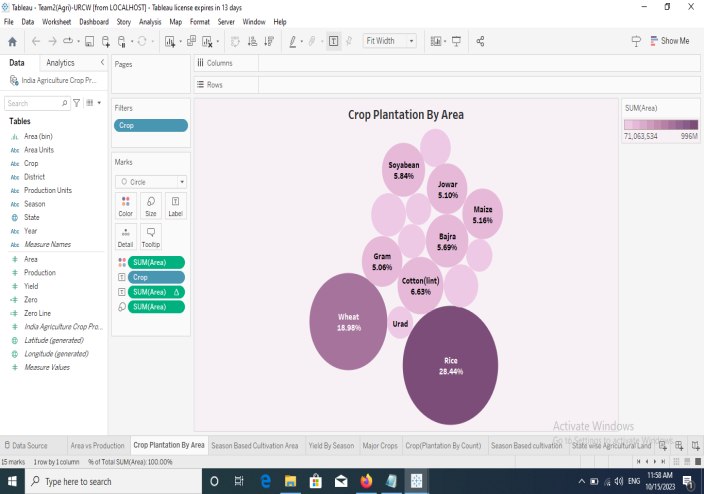 Tableau - Team2(Agri)-URCW [from LOCALHOST] - Tableau license expires in 13 days
File Data Worksheet Dashboard Story Analysis Map Format Server Window Help
Fit Width
Show Me
Data Analytics
India Agriculture Crop Pr...
Search
Tables
Area (bin)
Abc Area Units
Abc Crop
Abc District
Abc Production Units
Abc Season
State
Abc Year
Abc Measure Names
Area
Production
Yield
Zero
Zero Line
India Agriculture Crop Pro...
Latitude (generated)
Longitude (generated)
Measure Values
Pages
Filters
Crop
Marks
Circle
Color Size Label
Detail Tooltip
SUM(Area)
Crop
SUM(Area)
SUM(Area)
Columns
Rows
Crop Plantation By Area
Soyabean
5.84%
Jowar
5.10%
Maize
5.16%
Bajra
5.69%
Gram
5.06%
Cotton(lint)
6.63%
Wheat
18.98%
Urad
Rice
28.44%
SUM(Area)
71,063,534 996M
Activate Windows
Go to Settings to activate Windows.
Data Source Area vs Production Crop Plantation By Area Season Based Cultivation Area Yield By Season Major Crops Crop(Plantation By Count) Season Based cultivation State wise Agricultural Land
15 marks 1 row by 1 column % of Total SUM(Area): 100.00%
Type here to search
ENG
11:58 AM
10/15/2023